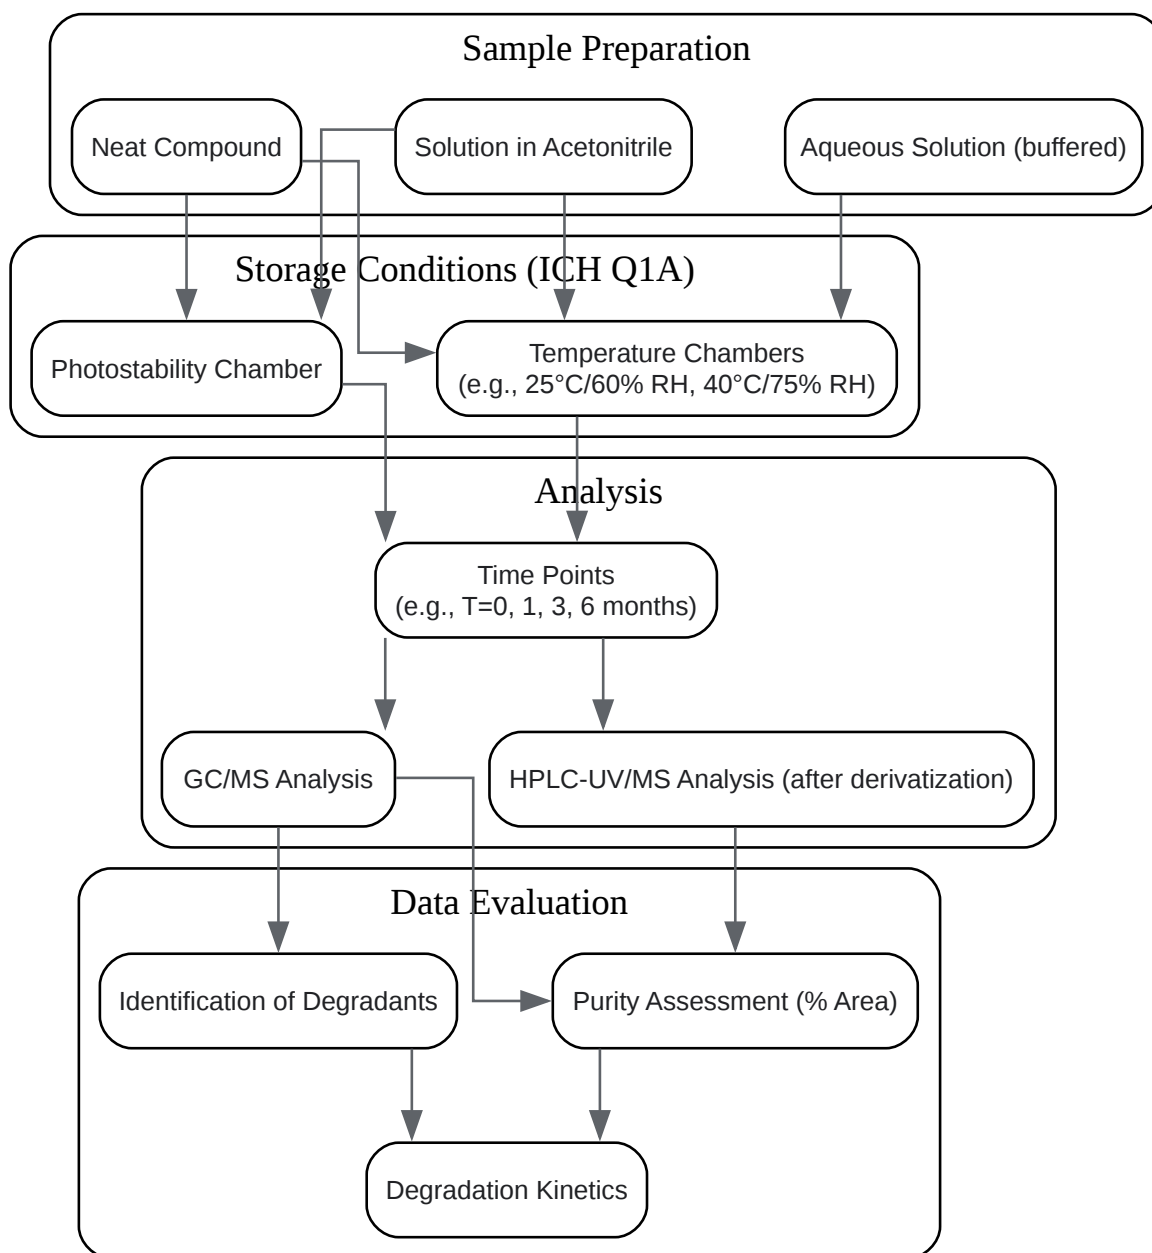 Sample Preparation
Neat Compound
Solution in Acetonitrile
Aqueous Solution (buffered)
Storage Conditions (ICH Q1A)
Photostability Chamber
Temperature Chambers
(e.g., 25°C/60% RH, 40°C/75% RH)
Analysis
Time Points
(e.g., T=0, 1, 3, 6 months)
GC/MS Analysis
HPLC-UV/MS Analysis (after derivatization)
Data Evaluation
Identification of Degradants
Purity Assessment (% Area)
Degradation Kinetics